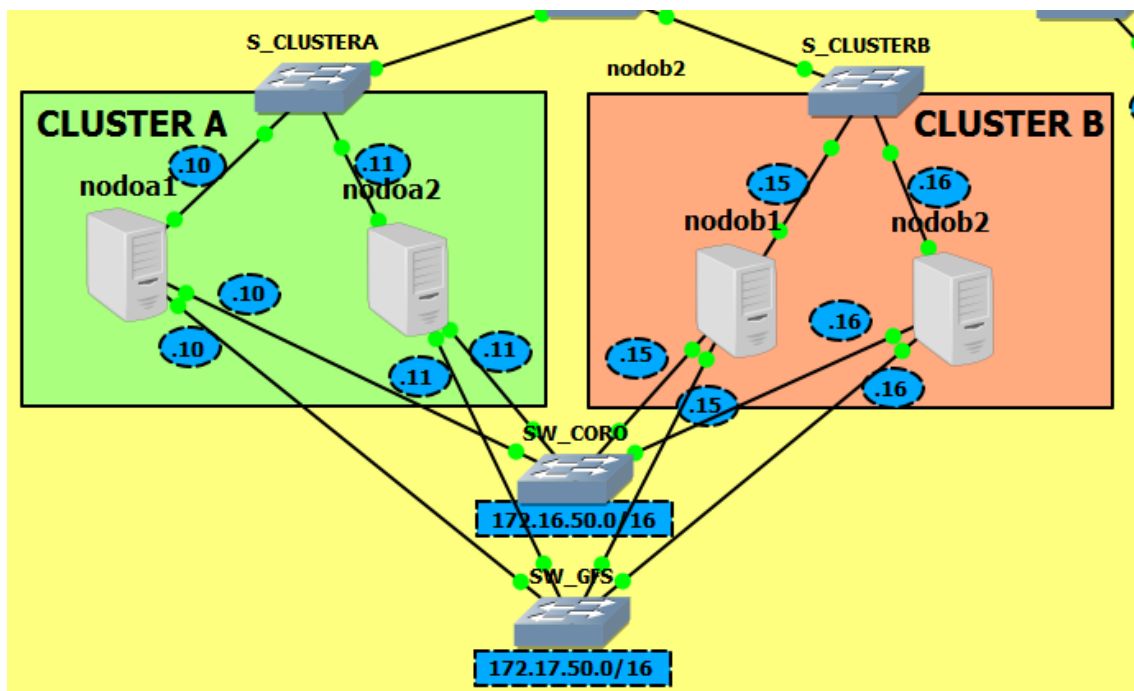 S_CLUSTERA
S_CLUSTERB
nodob2
CLUSTER A
CLUSTER B
.10
.11
.15
.16
nodoa1
nodoa2
nodob1
nodob2
.10
.10
.11
.11
.15
.15
.16
.16
SW_CORO
172.16.50.0/16
SW_GFS
172.17.50.0/16